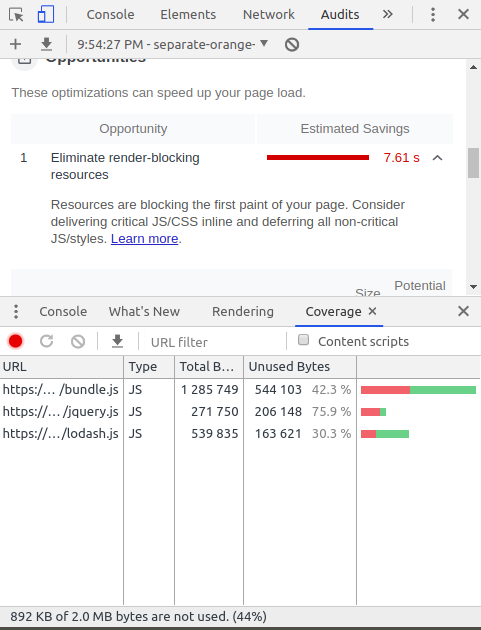 Console Elements Network Audits
9:54:27 PM - separate-orange-
Opportunities
These optimizations can speed up your page load.
Opportunity Estimated Savings
1 Eliminate render-blocking resources 7.61 s
Resources are blocking the first paint of your page. Consider
delivering critical JS/CSS inline and deferring all non-critical
JS/styles. Learn more.
Size Potential
Console What's New Rendering Coverage
URL filter Content scripts
URL Type Total B… Unused Bytes
https:/… /bundle.js JS 1 285 749 544 103 42.3 %
https://…/jquery.js JS 271 750 206 148 75.9 %
https://…/lodash.js JS 539 835 163 621 30.3 %
892 KB of 2.0 MB bytes are not used. (44%)